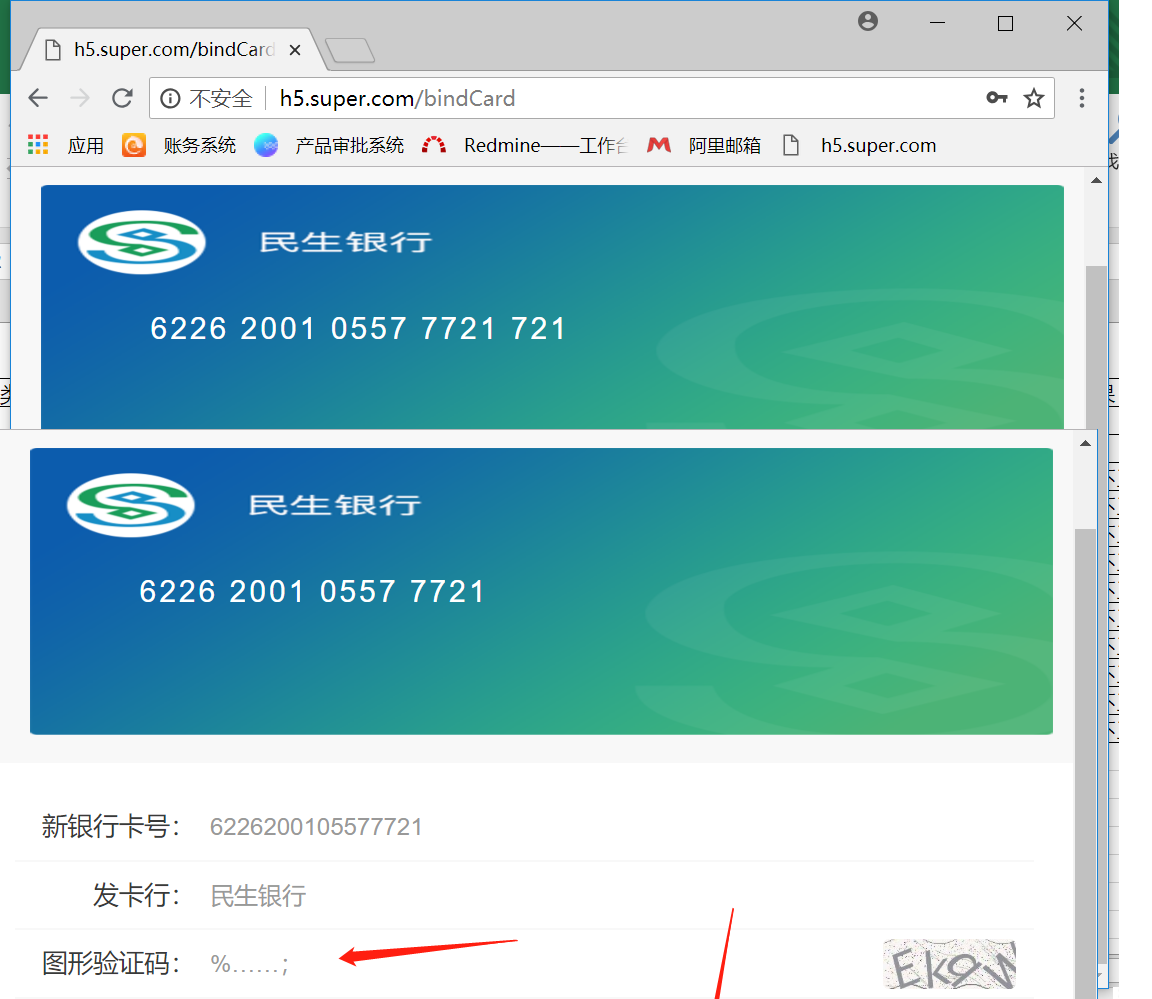 h5.super.com/bindCard
不安全 h5.super.com/bindCard
应用 账务系统 产品审批系统 Redmine——工作台 阿里邮箱 h5.super.com
民生银行
6226 2001 0557 7721 721
民生银行
6226 2001 0557 7721
新银行卡号： 6226200105577721
发卡行： 民生银行
图形验证码： %……；